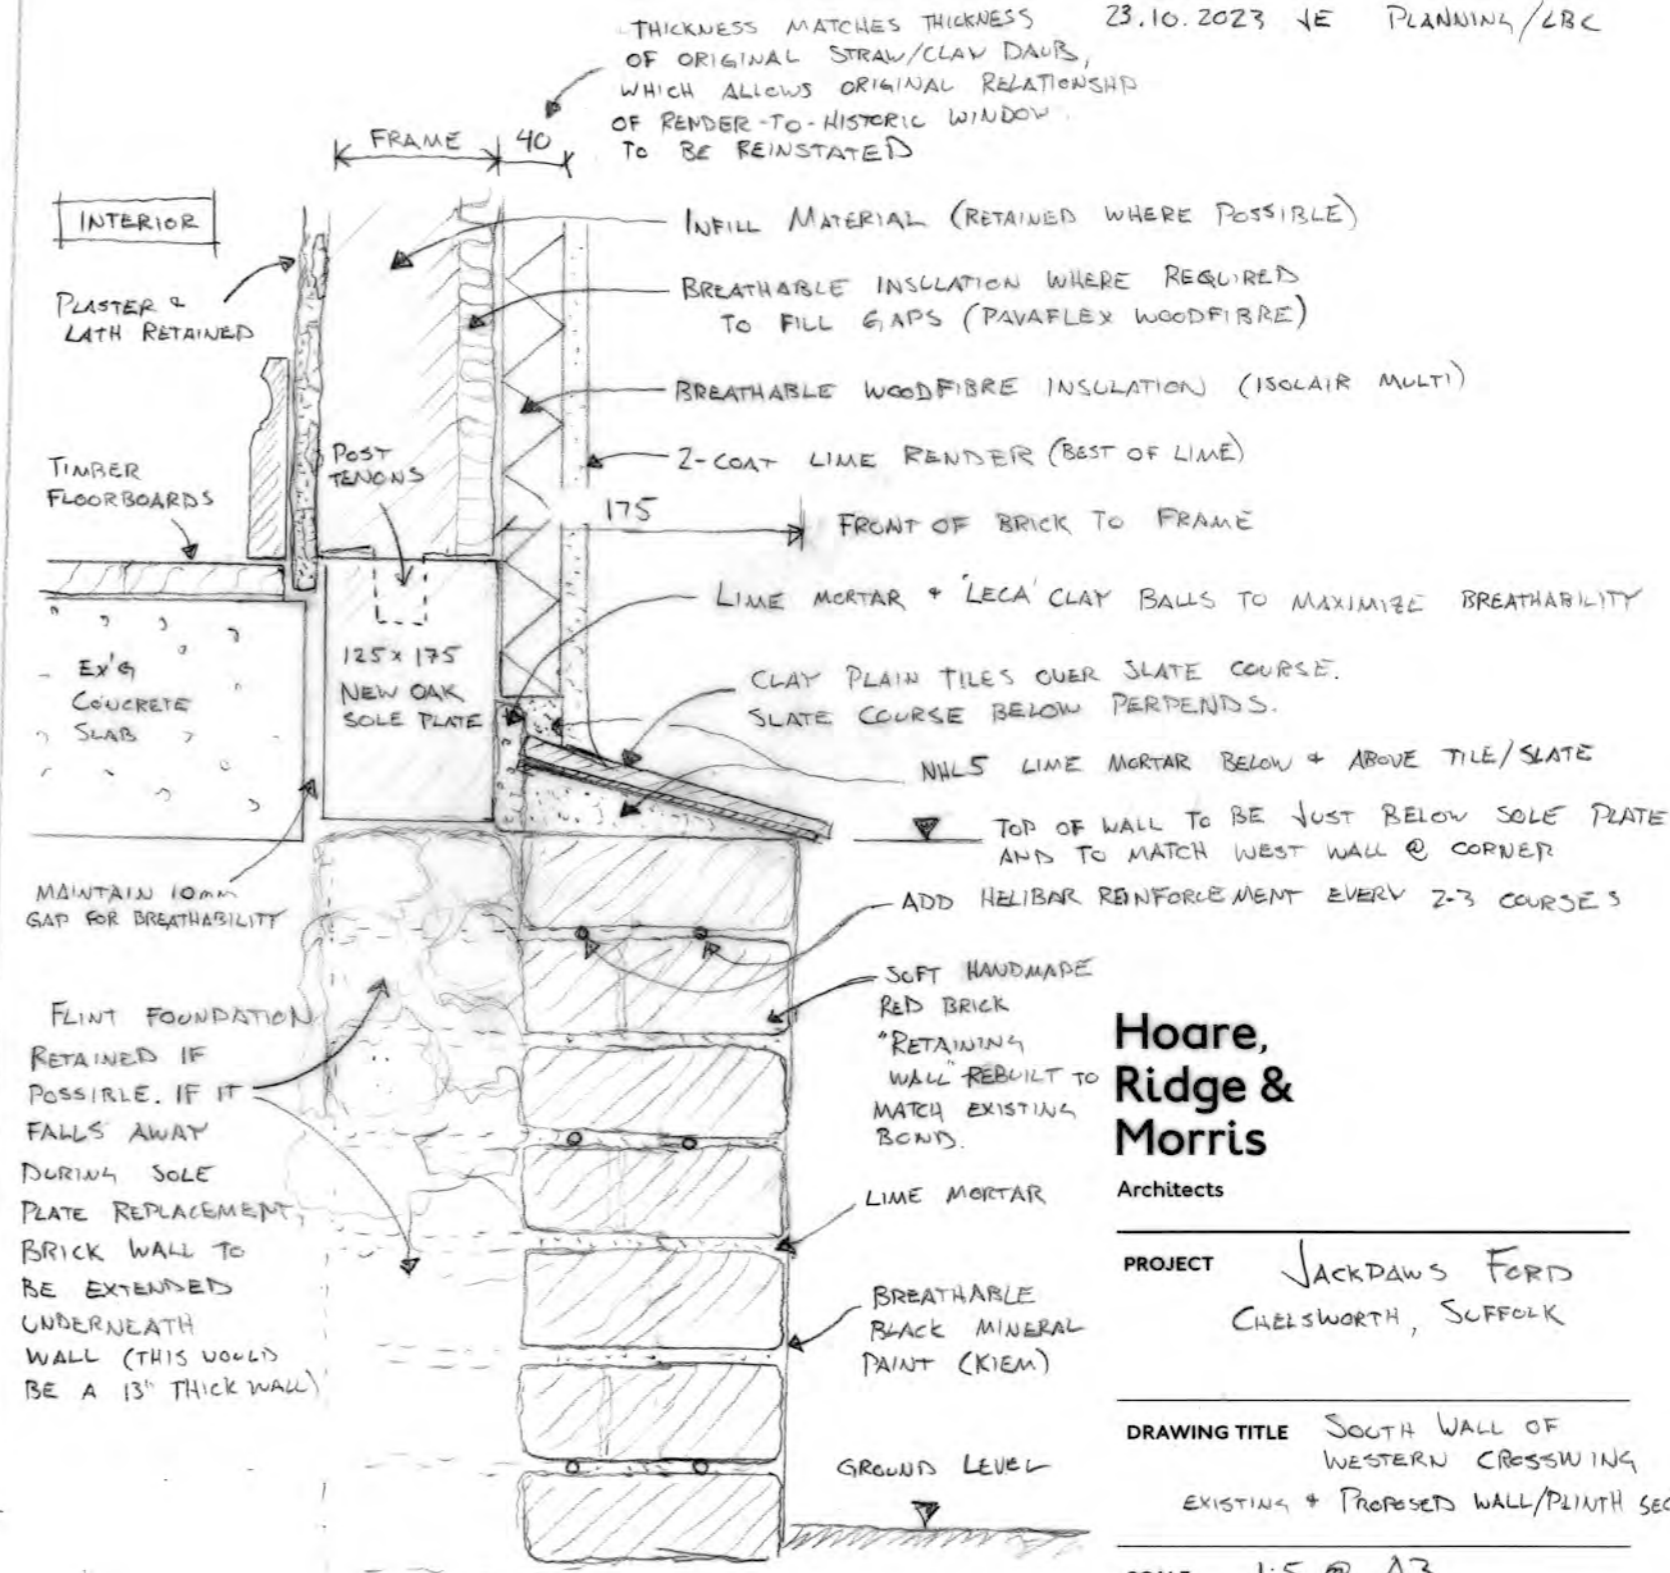 23.10.2023 JE PLANNING/LBC
THICKNESS MATCHES THICKNESS
OF ORIGINAL STRAW/CLAY DAUB,
WHICH ALLOWS ORIGINAL RELATIONSHIP
OF RENDER-TO-HISTORIC WINDOW
TO BE REINSTATED
FRAME
40
INTERIOR
INFILL MATERIAL (RETAINED WHERE POSSIBLE)
PLASTER &
LATH RETAINED
BREATHABLE INSULATION WHERE REQUIRED
TO FILL GAPS (PAVAFLEX WOODFIBRE)
BREATHABLE WOODFIBRE INSULATION (ISOLAIR MULTI)
POST
TENONS
2-COAT LIME RENDER (BEST OF LIME)
TIMBER
FLOORBOARDS
175
FRONT OF BRICK TO FRAME
LIME MORTAR & 'LECA' CLAY BALLS TO MAXIMIZE BREATHABILITY
EX'G
CONCRETE
SLAB
125 x 175
NEW OAK
SOLE PLATE
CLAY PLAIN TILES OVER SLATE COURSE.
SLATE COURSE BELOW PERPENDS.
NHL5 LIME MORTAR BELOW & ABOVE TILE/SLATE
TOP OF WALL TO BE JUST BELOW SOLE PLATE
AND TO MATCH WEST WALL @ CORNER
MAINTAIN 10mm
GAP FOR BREATHABILITY
ADD HELIBAR REINFORCEMENT EVERY 2-3 COURSES
SOFT HANDMADE
RED BRICK
"RETAINING
WALL" REBUILT TO
MATCH EXISTING
BOND.
FLINT FOUNDATION
RETAINED IF
POSSIBLE. IF IT
FALLS AWAY
DURING SOLE
PLATE REPLACEMENT,
BRICK WALL TO
BE EXTENDED
UNDERNEATH
WALL (THIS WOULD
BE A 13" THICK WALL)
LIME MORTAR
BREATHABLE
BLACK MINERAL
PAINT (KIEM)
GROUND LEVEL
Hoare,
Ridge &
Morris
Architects
PROJECT JACKDAWS FORD
CHELSWORTH, SUFFOLK
DRAWING TITLE SOUTH WALL OF
WESTERN CROSSWING
EXISTING & PROPOSED WALL/PLINTH SEC
SCALE 1:5 @ A3